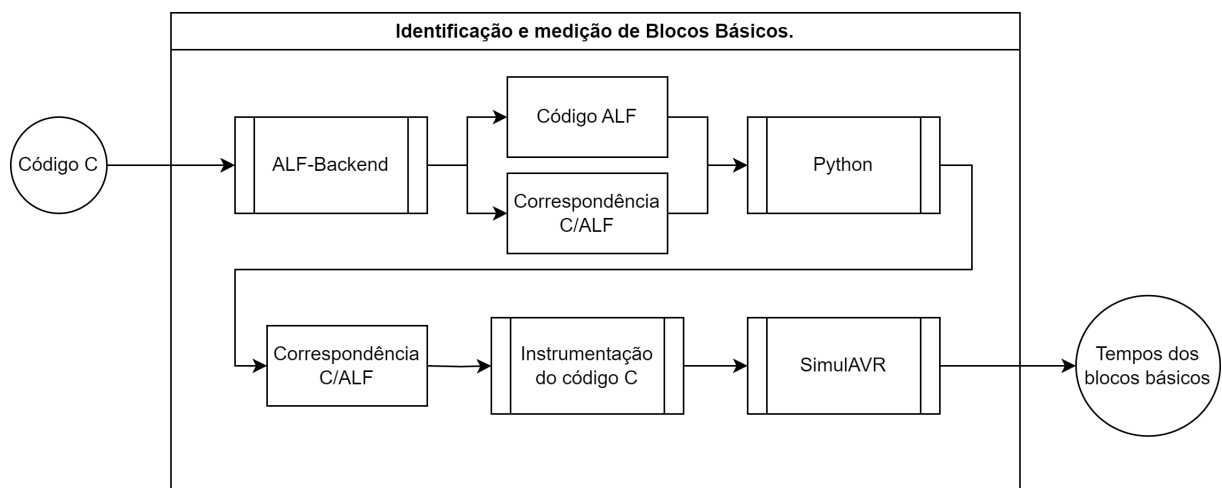 Identificação e medição de Blocos Básicos.
Código C
ALF-Backend
Código ALF
Correspondência
C/ALF
Python
Correspondência
C/ALF
Instrumentação
do código C
SimulAVR
Tempos dos
blocos básicos